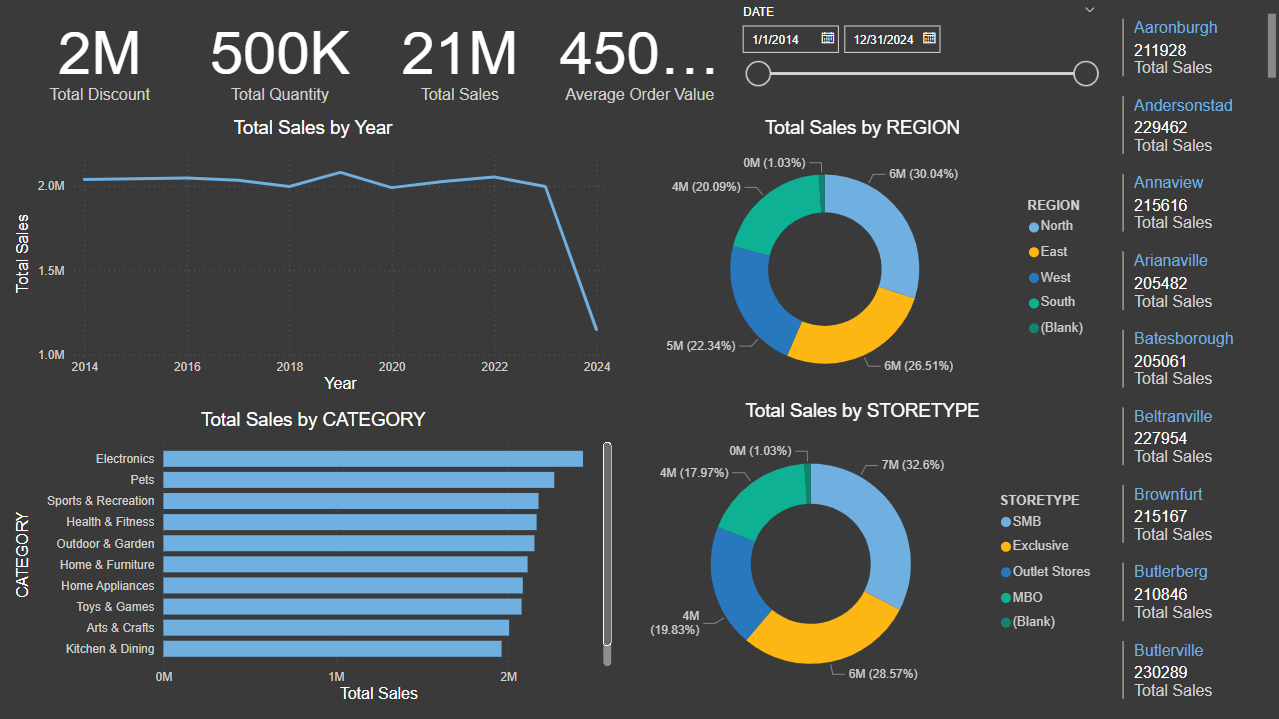 2M
Total Discount
500K
Total Quantity
21M
Total Sales
450…
Average Order Value
DATE
1/1/2014
12/31/2024
Total Sales by Year
Total Sales
2.0M
1.5M
1.0M
2014
2016
2018
2020
2022
2024
Year
Total Sales by REGION
0M (1.03%)
6M (30.04%)
4M (20.09%)
5M (22.34%)
6M (26.51%)
REGION
North
East
West
South
(Blank)
Total Sales by CATEGORY
CATEGORY
Electronics
Pets
Sports & Recreation
Health & Fitness
Outdoor & Garden
Home & Furniture
Home Appliances
Toys & Games
Arts & Crafts
Kitchen & Dining
0M
1M
2M
Total Sales
Total Sales by STORETYPE
0M (1.03%)
7M (32.6%)
4M (17.97%)
4M
(19.83%)
6M (28.57%)
STORETYPE
SMB
Exclusive
Outlet Stores
MBO
(Blank)
Aaronburgh
211928
Total Sales
Andersonstad
229462
Total Sales
Annaview
215616
Total Sales
Arianaville
205482
Total Sales
Batesborough
205061
Total Sales
Beltranville
227954
Total Sales
Brownfurt
215167
Total Sales
Butlerberg
210846
Total Sales
Butlerville
230289
Total Sales